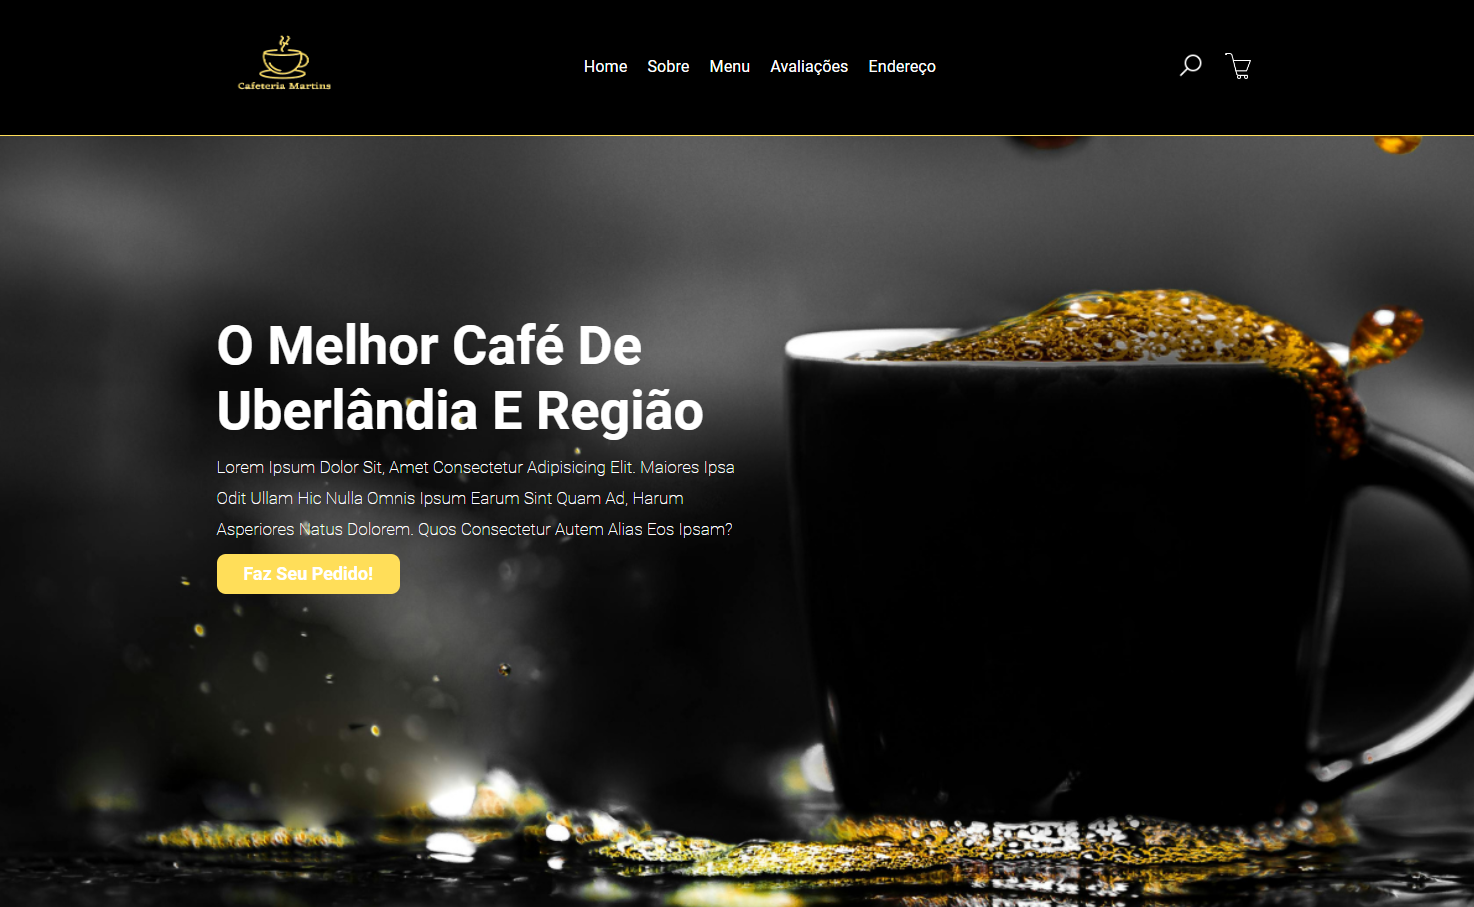 Cafeteria Martins
Home Sobre Menu Avaliações Endereço
O Melhor Café De
Uberlândia E Região
Lorem Ipsum Dolor Sit, Amet Consectetur Adipisicing Elit. Maiores Ipsa
Odit Ullam Hic Nulla Omnis Ipsum Earum Sint Quam Ad, Harum
Asperiores Natus Dolorem. Quos Consectetur Autem Alias Eos Ipsam?
Faz Seu Pedido!